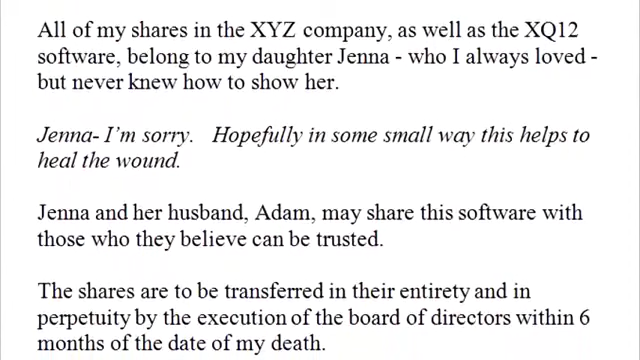 All of my shares in the XYZ company, as well as the XQ12
software, belong to my daughter Jenna - who I always loved -
but never knew how to show her.
Jenna- I'm sorry.   Hopefully in some small way this helps to
heal the wound.
Jenna and her husband, Adam, may share this software with
those who they believe can be trusted.
The shares are to be transferred in their entirety and in
perpetuity by the execution of the board of directors within 6
months of the date of my death.